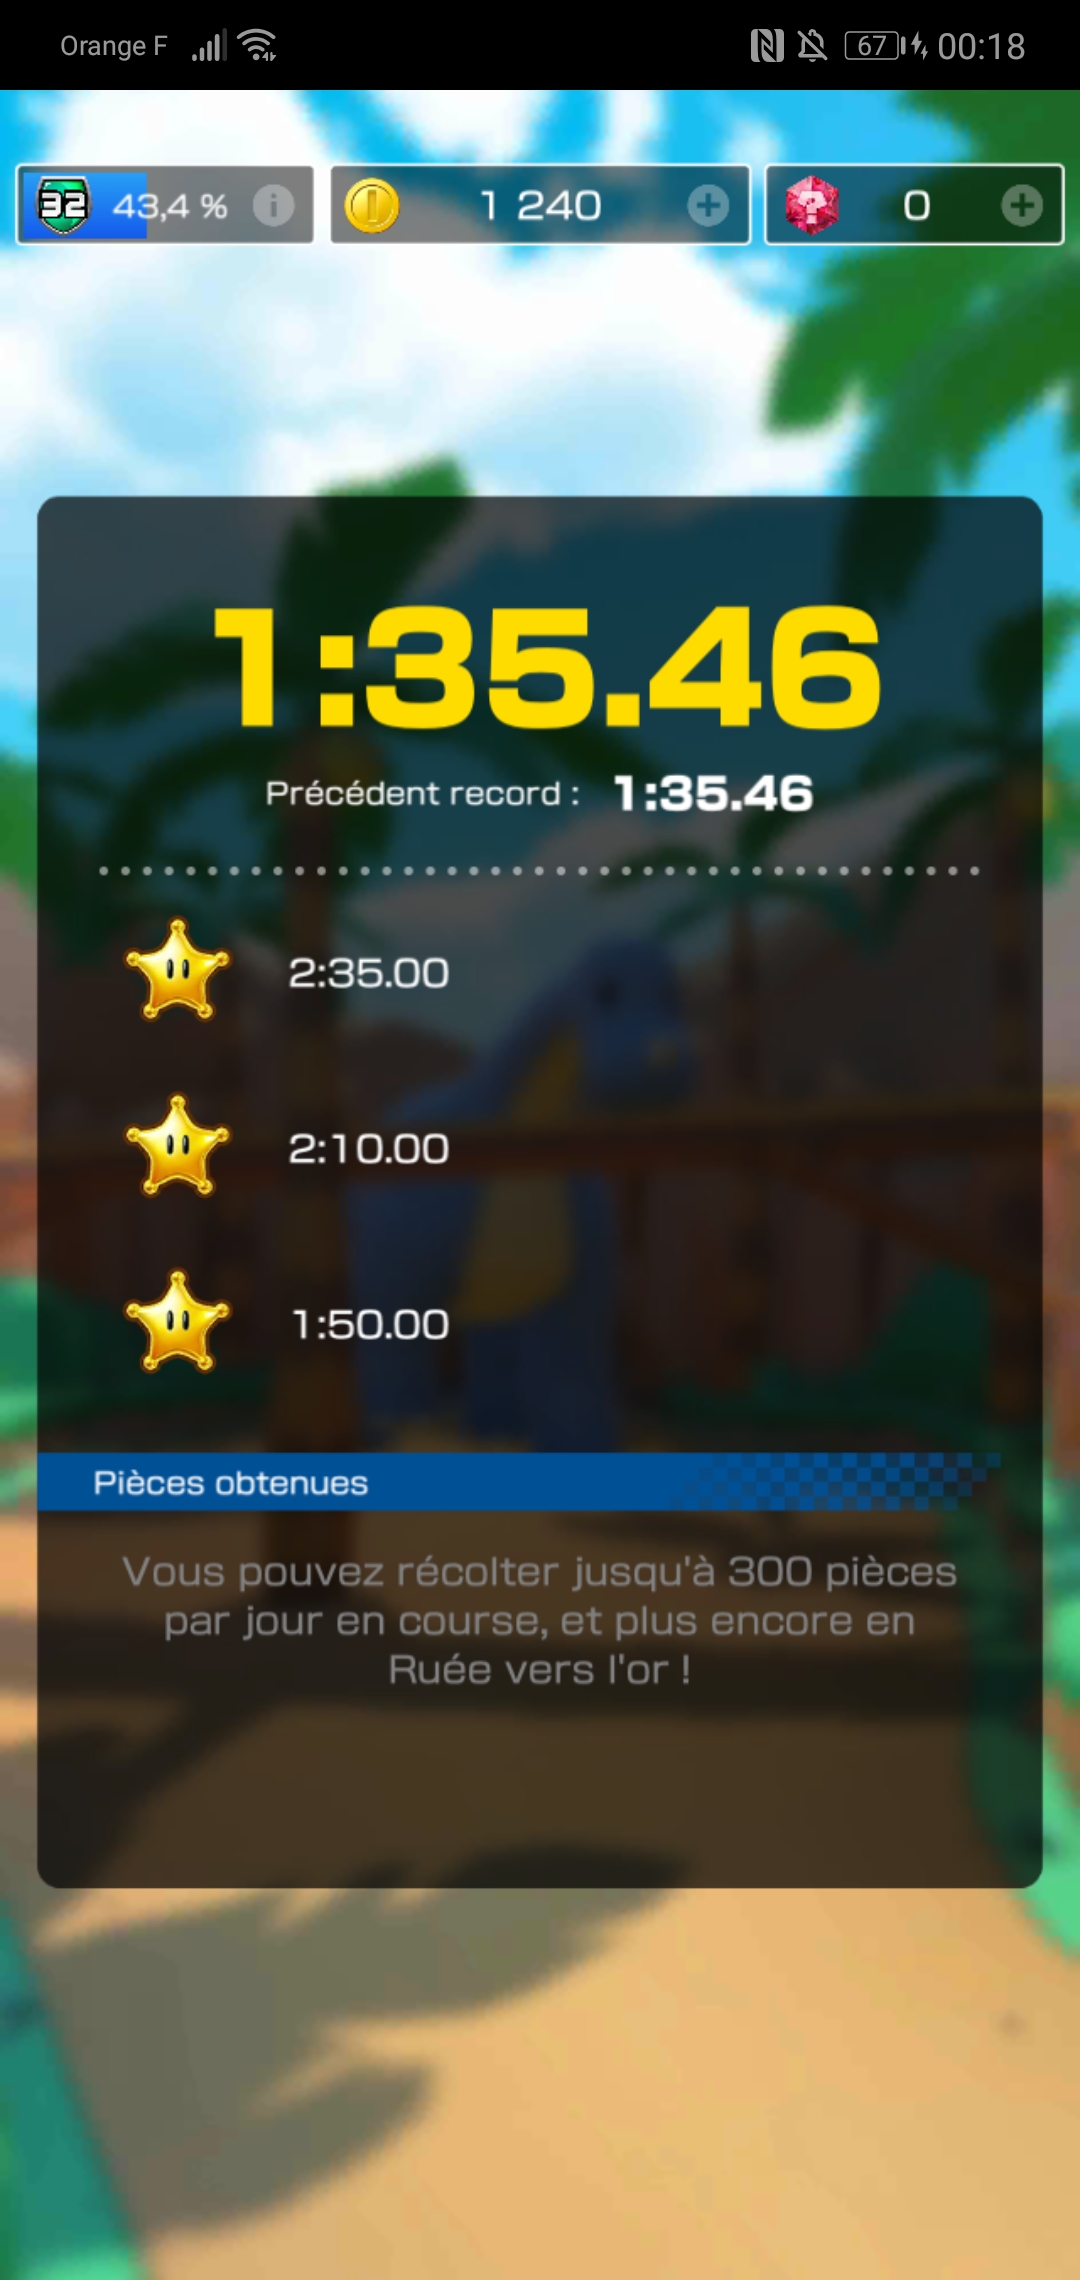 Orange F 67 00:18
32 43,4 % 1 240 0
1:35.46
Précédent record : 1:35.46
2:35.00
2:10.00
1:50.00
Pièces obtenues
Vous pouvez récolter jusqu'à 300 pièces
par jour en course, et plus encore en
Ruée vers l'or !